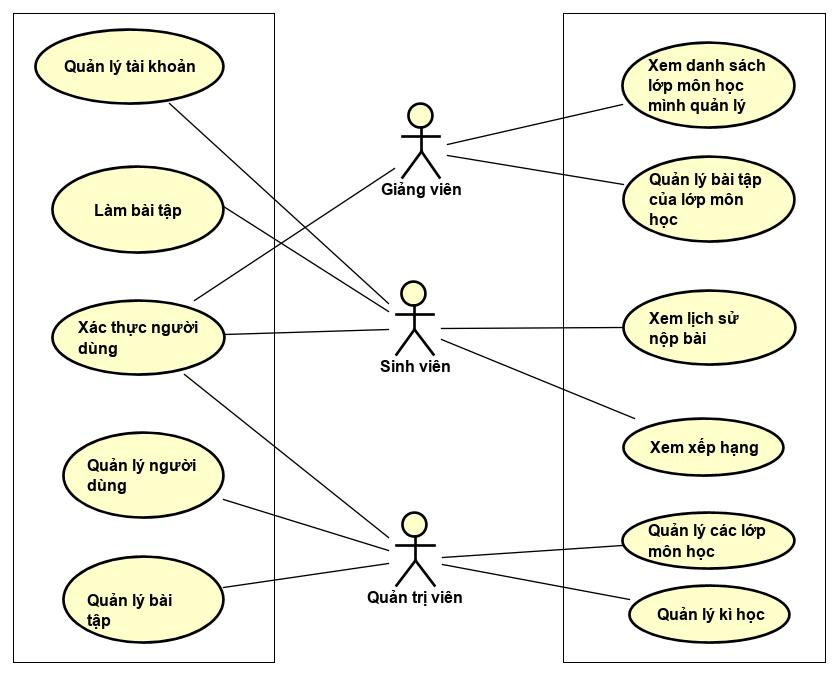 Quản lý tài khoản
Làm bài tập
Xác thực người
dùng
Quản lý người
dùng
Quản lý bài
tập
Giảng viên
Sinh viên
Quản trị viên
Xem danh sách
lớp môn học
mình quản lý
Quản lý bài tập
của lớp môn
học
Xem lịch sử
nộp bài
Xem xếp hạng
Quản lý các lớp
môn học
Quản lý kì học